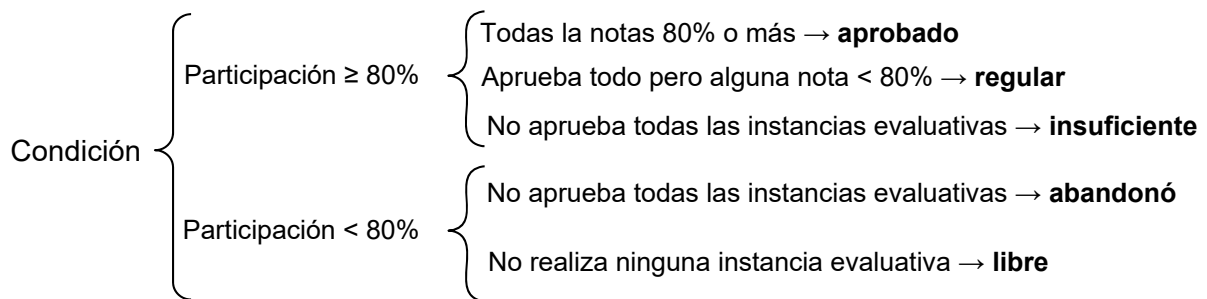 Condición
Participación ≥ 80%
Todas la notas 80% o más → aprobado
Aprueba todo pero alguna nota < 80% → regular
No aprueba todas las instancias evaluativas → insuficiente
Participación < 80%
No aprueba todas las instancias evaluativas → abandonó
No realiza ninguna instancia evaluativa → libre